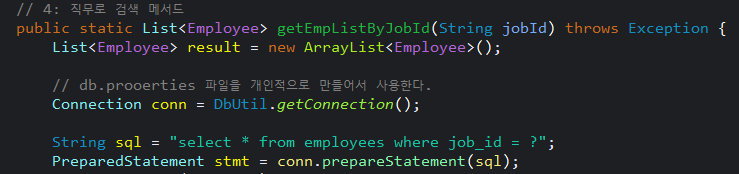 // 4: 직무로 검색 메서드
public static List<Employee> getEmpListByJobId(String jobId) throws Exception {
List<Employee> result = new ArrayList<Employee>();
// db.prooerties 파일을 개인적으로 만들어서 사용한다.
Connection conn = DbUtil.getConnection();
String sql = "select * from employees where job_id = ?";
PreparedStatement stmt = conn.prepareStatement(sql);